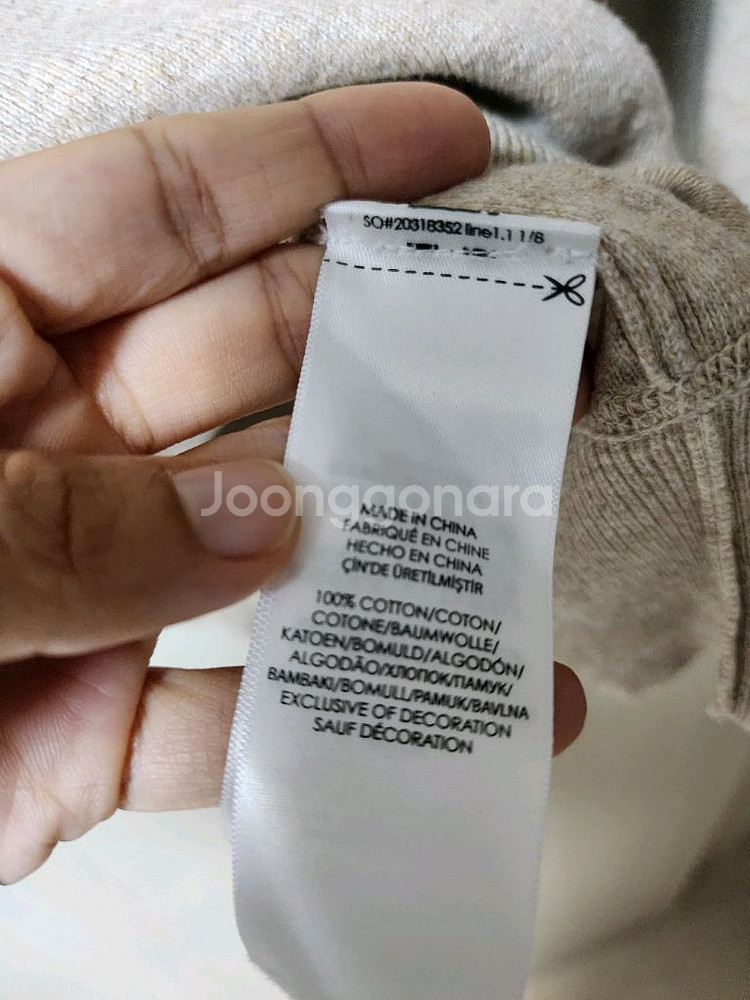 SO#20318352 line1.1 1/8
Joonggonara
MADE IN CHINA
FABRIQUÉ EN CHINE
HECHO EN CHINA
ÇİN'DE ÜRETİLMİŞTİR
100% COTTON/COTON/
COTONE/BAUMWOLLE/
KATOEN/BOMULD/ALGODÓN/
ALGODÃO/ХЛОПОК/ПАМУК/
BAMBAKI/BOMULL/PAMUK/BAVLNA
EXCLUSIVE OF DECORATION
SAUF DÉCORATION